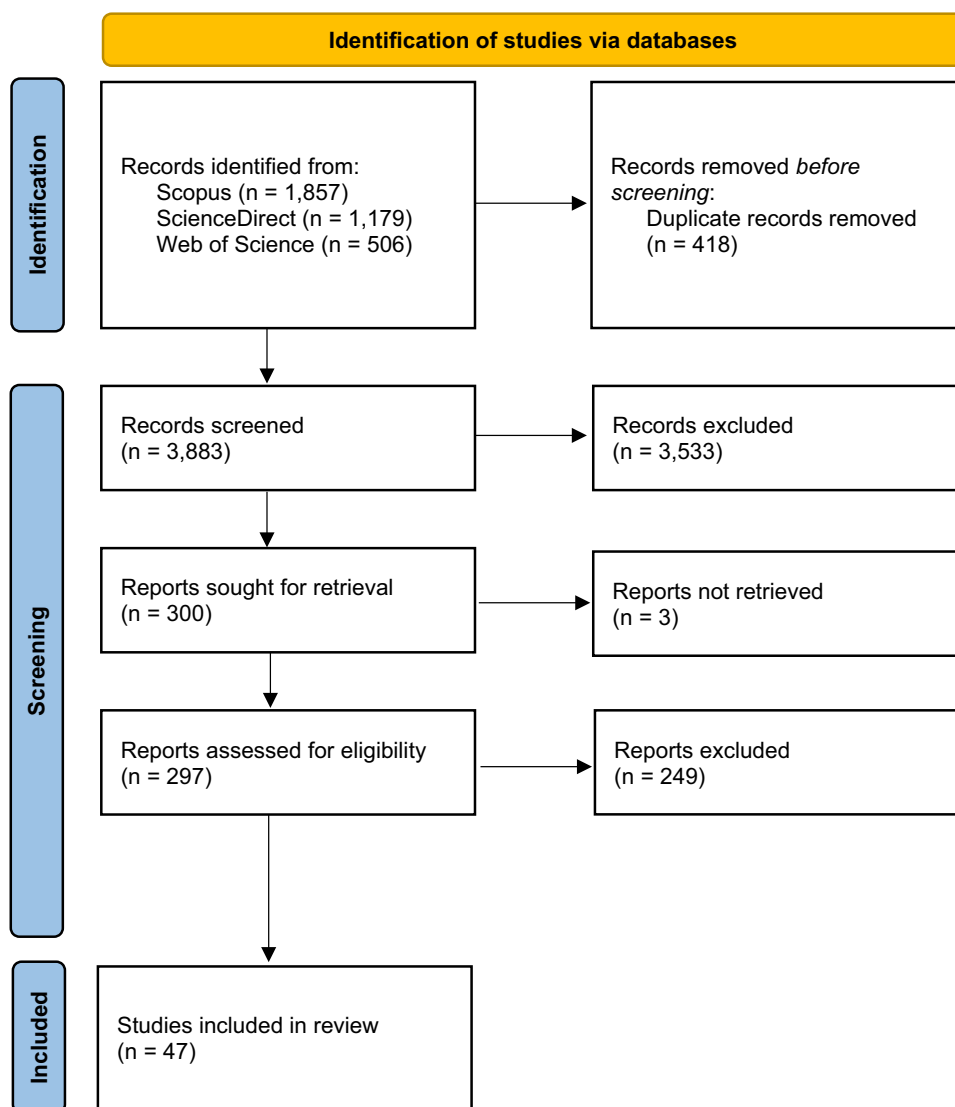 Identification of studies via databases
Identification
Records identified from:
Scopus (n = 1,857)
ScienceDirect (n = 1,179)
Web of Science (n = 506)
Records removed before
screening:
Duplicate records removed
(n = 418)
Screening
Records screened
(n = 3,883)
Records excluded
(n = 3,533)
Reports sought for retrieval
(n = 300)
Reports not retrieved
(n = 3)
Reports assessed for eligibility
(n = 297)
Reports excluded
(n = 249)
Included
Studies included in review
(n = 47)